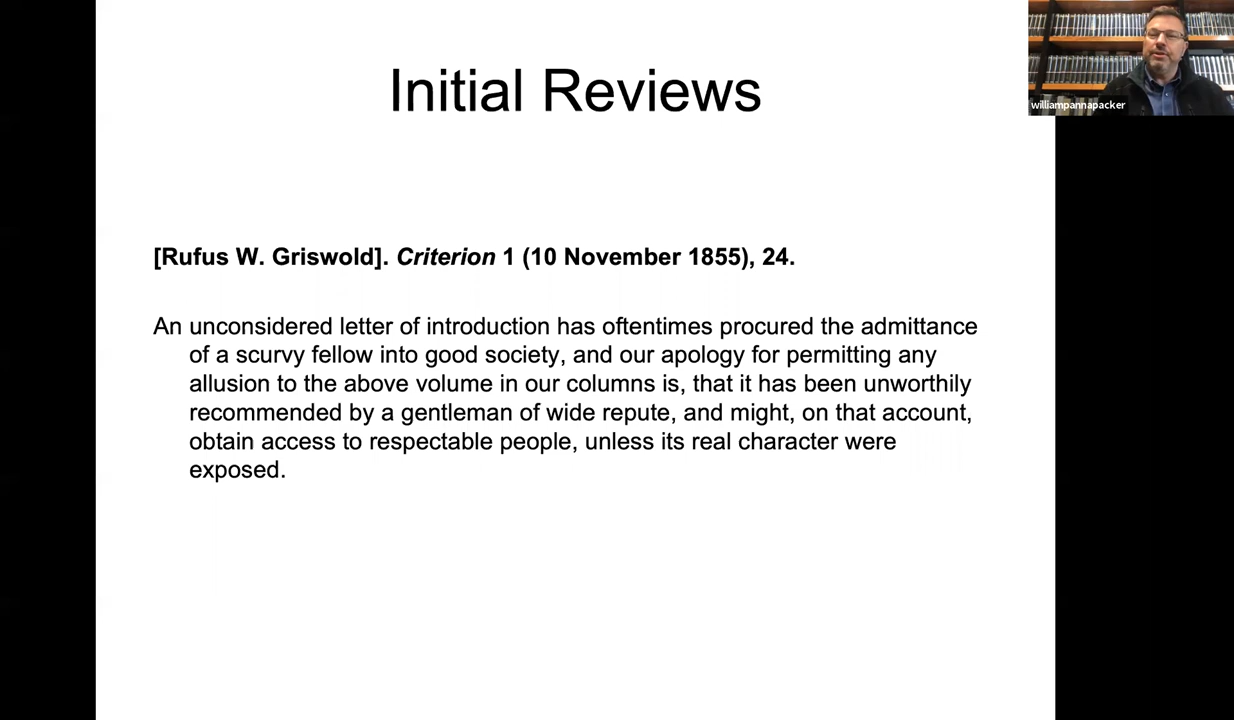 Initial Reviews
williampannapacker
[Rufus W. Griswold]. Criterion 1 (10 November 1855), 24.
An unconsidered letter of introduction has oftentimes procured the admittance
of a scurvy fellow into good society, and our apology for permitting any
allusion to the above volume in our columns is, that it has been unworthily
recommended by a gentleman of wide repute, and might, on that account,
obtain access to respectable people, unless its real character were
exposed.